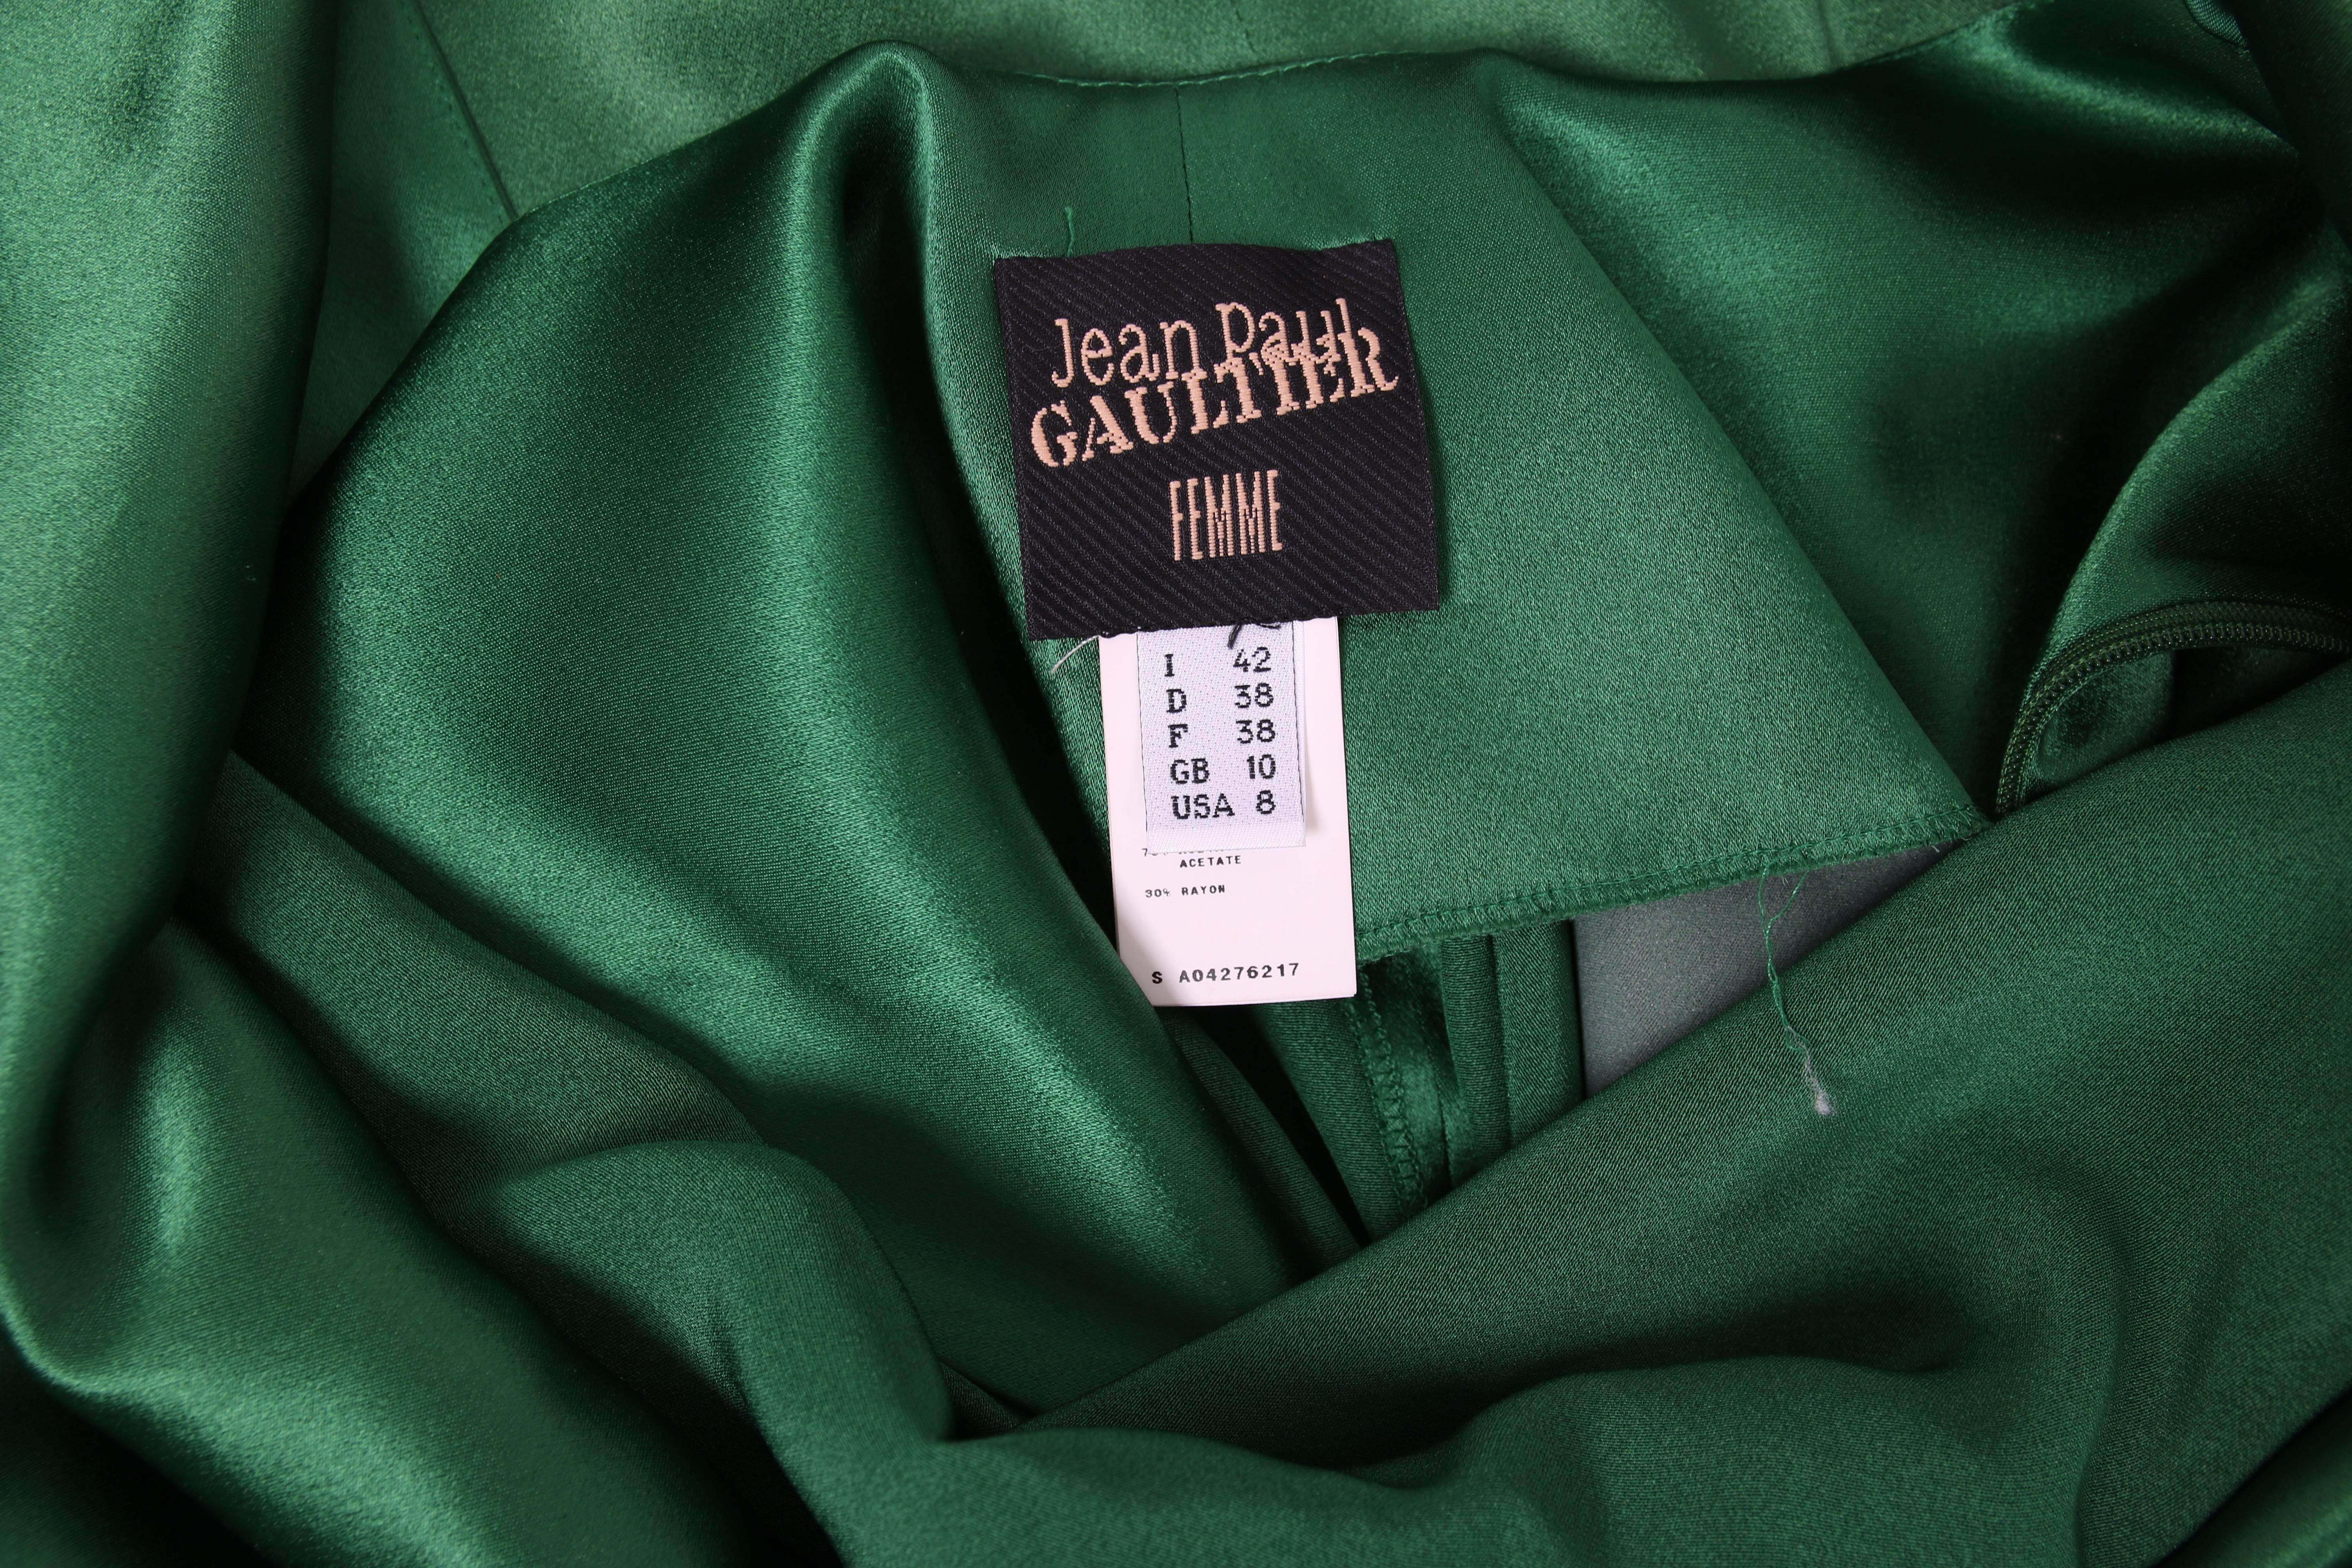 Jean Paul
GAULTIER
FEMME
I 42
D 38
F 38
GB 10
USA 8
ACETATE
30% RAYON
S A04276217